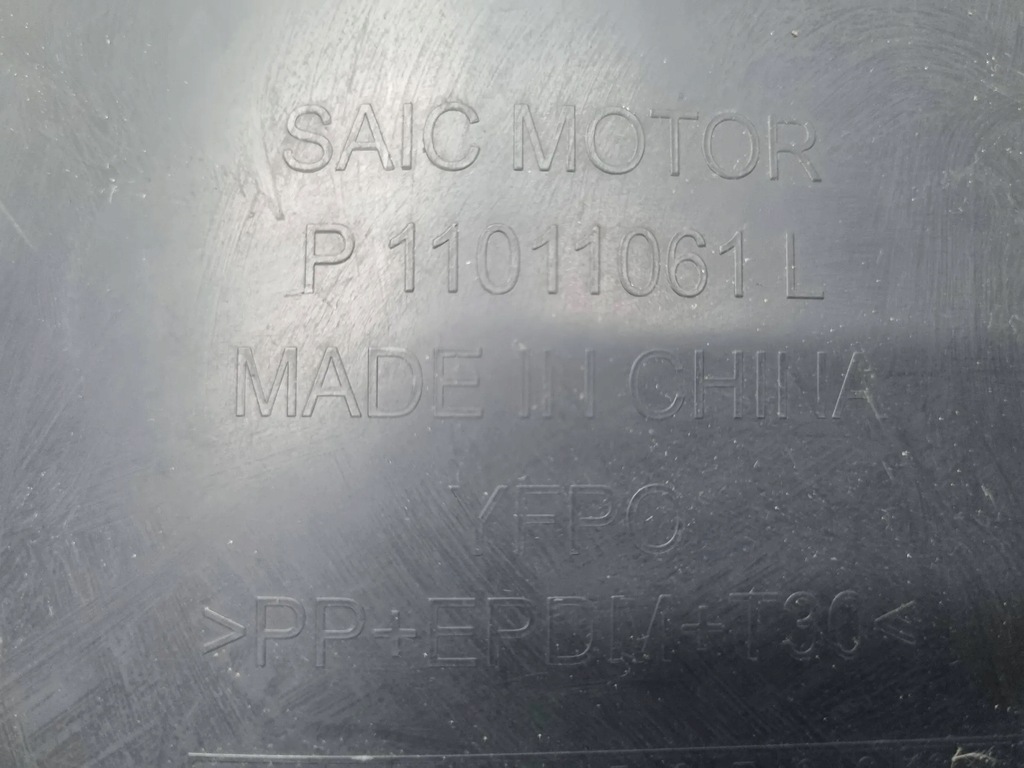 SAIC MOTOR
P 11011061 L
MADE IN CHINA
YFPO
>PP+EPDM+T30<